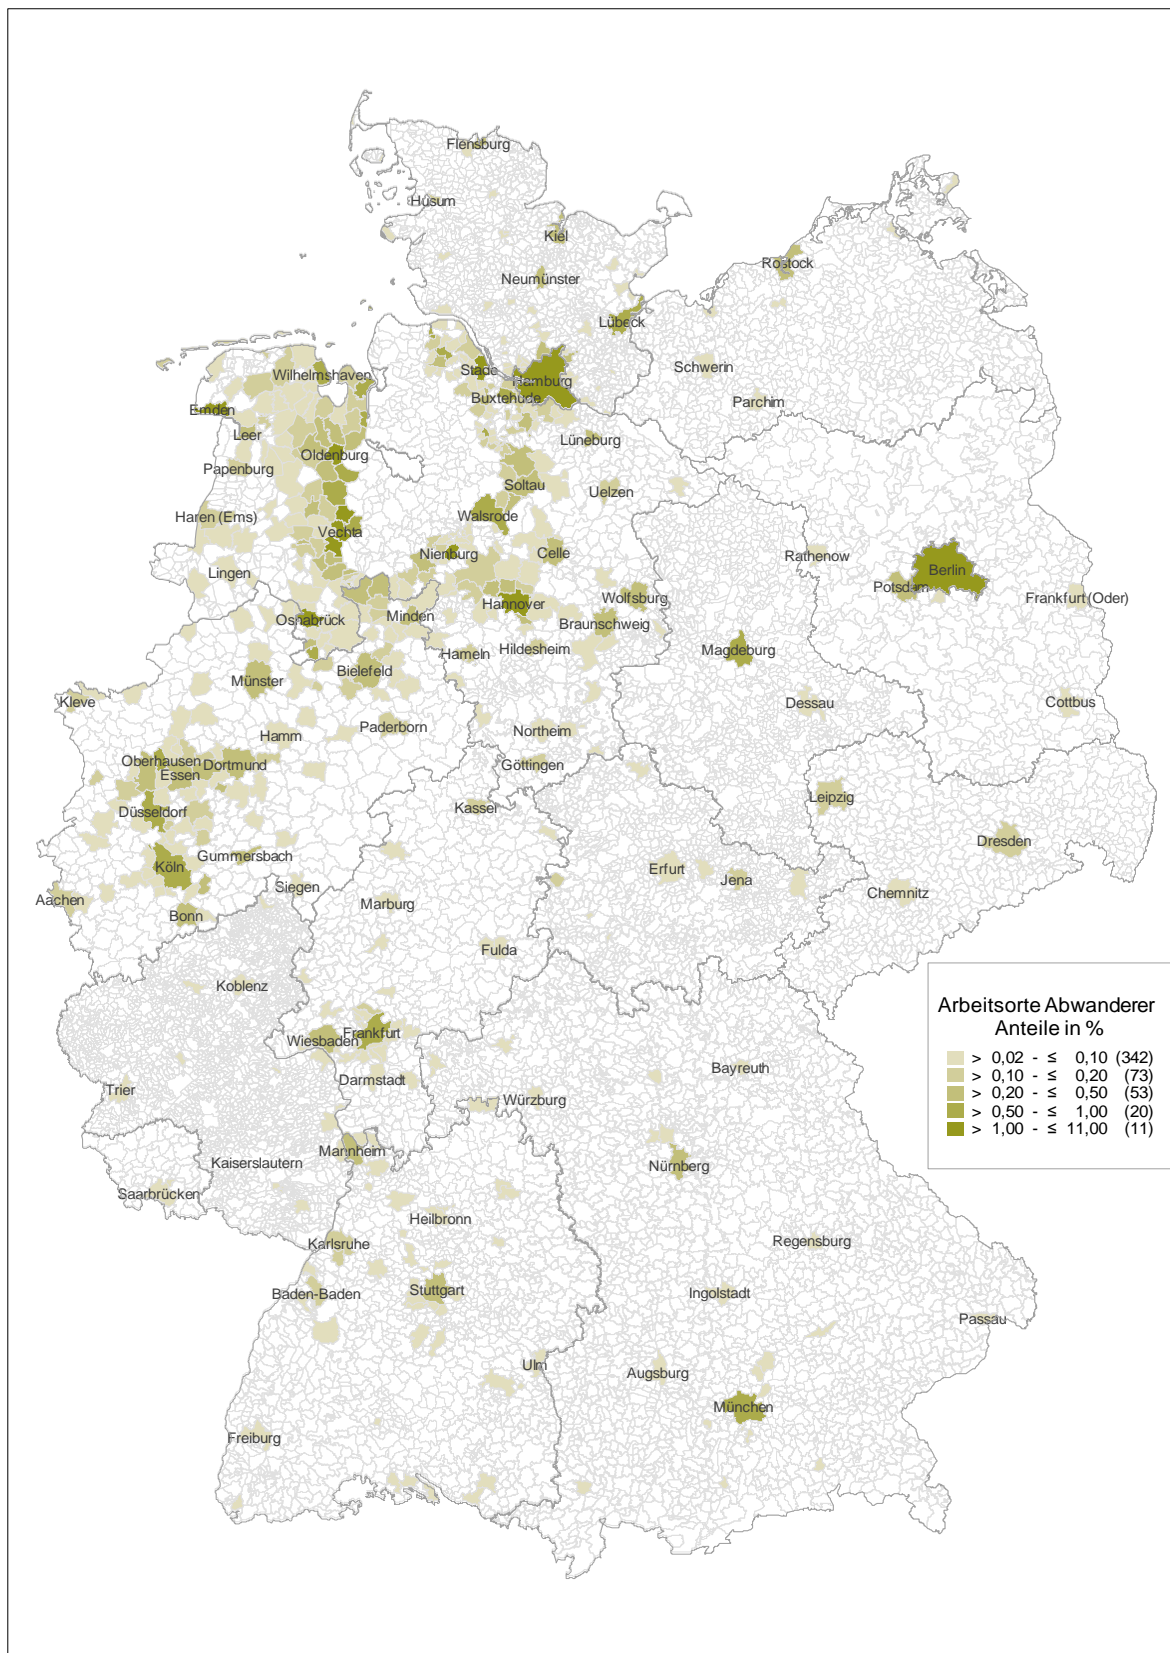 Flensburg
Husum
Kiel
Rostock
Neumünster
Lübeck
Schwerin
Wilhelmshaven
Stade
Hamburg
Buxtehude
Parchim
Emden
Leer
Lüneburg
Oldenburg
Papenburg
Soltau
Uelzen
Haren (Ems)
Walsrode
Vechta
Nienburg
Celle
Rathenow
Berlin
Lingen
Potsdam
Frankfurt (Oder)
Wolfsburg
Hannover
Osnabrück
Minden
Braunschweig
Hameln
Hildesheim
Magdeburg
Bielefeld
Münster
Kleve
Dessau
Cottbus
Paderborn
Hamm
Northeim
Oberhausen
Dortmund
Göttingen
Essen
Leipzig
Düsseldorf
Kassel
Dresden
Gummersbach
Köln
Erfurt
Jena
Siegen
Chemnitz
Aachen
Marburg
Bonn
Fulda
Koblenz
Arbeitsorte Abwanderer
Anteile in %
> 0,02 - ≤ 0,10 (342)
> 0,10 - ≤ 0,20 (73)
> 0,20 - ≤ 0,50 (53)
> 0,50 - ≤ 1,00 (20)
> 1,00 - ≤ 11,00 (11)
Frankfurt
Wiesbaden
Bayreuth
Darmstadt
Trier
Würzburg
Mannheim
Kaiserslautern
Nürnberg
Saarbrücken
Heilbronn
Karlsruhe
Regensburg
Baden-Baden
Stuttgart
Ingolstadt
Passau
Ulm
Augsburg
München
Freiburg